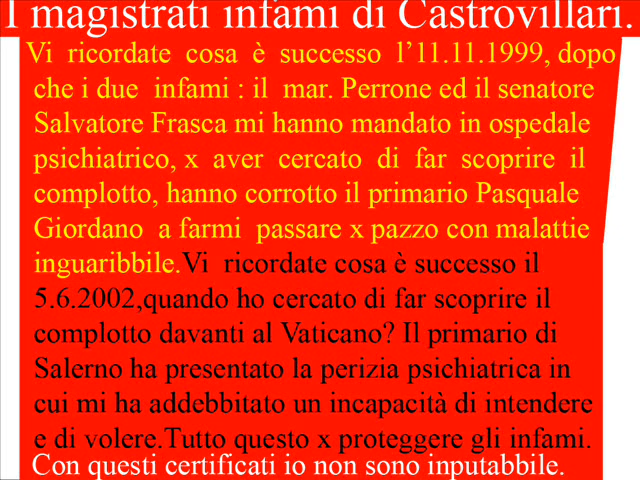 I magistrati infami di Castrovillari.
Vi ricordate cosa è successo l'11.11.1999, dopo
che i due infami : il mar. Perrone ed il senatore
Salvatore Frasca mi hanno mandato in ospedale
psichiatrico, x aver cercato di far scoprire il
complotto, hanno corrotto il primario Pasquale
Giordano a farmi passare x pazzo con malattie
inguaribbile.Vi ricordate cosa è successo il
5.6.2002,quando ho cercato di far scoprire il
complotto davanti al Vaticano? Il primario di
Salerno ha presentato la perizia psichiatrica in
cui mi ha addebbitato un incapacità di intendere
e di volere.Tutto questo x proteggere gli infami.
Con questi certificati io non sono inputabbile.